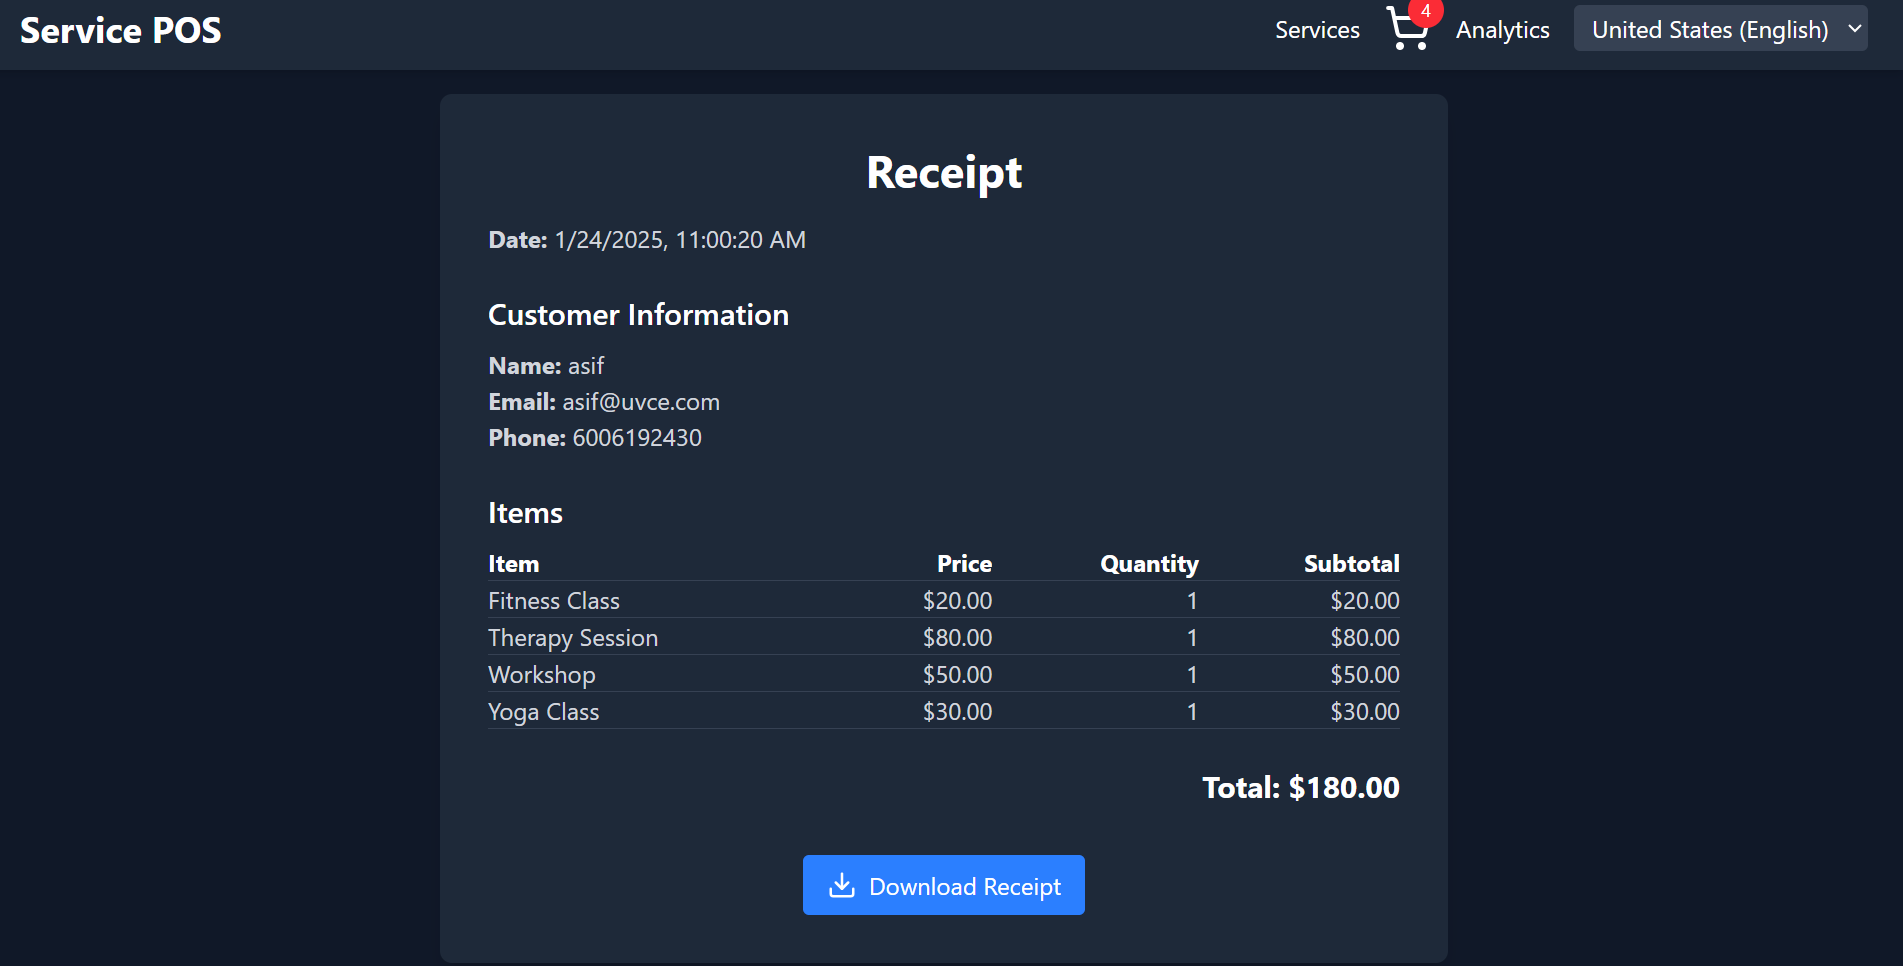 Service POS
Services 4 Analytics United States (English)
Receipt
Date: 1/24/2025, 11:00:20 AM
Customer Information
Name: asif
Email: asif@uvce.com
Phone: 6006192430
Items
Item Price Quantity Subtotal
Fitness Class $20.00 1 $20.00
Therapy Session $80.00 1 $80.00
Workshop $50.00 1 $50.00
Yoga Class $30.00 1 $30.00
Total: $180.00
Download Receipt